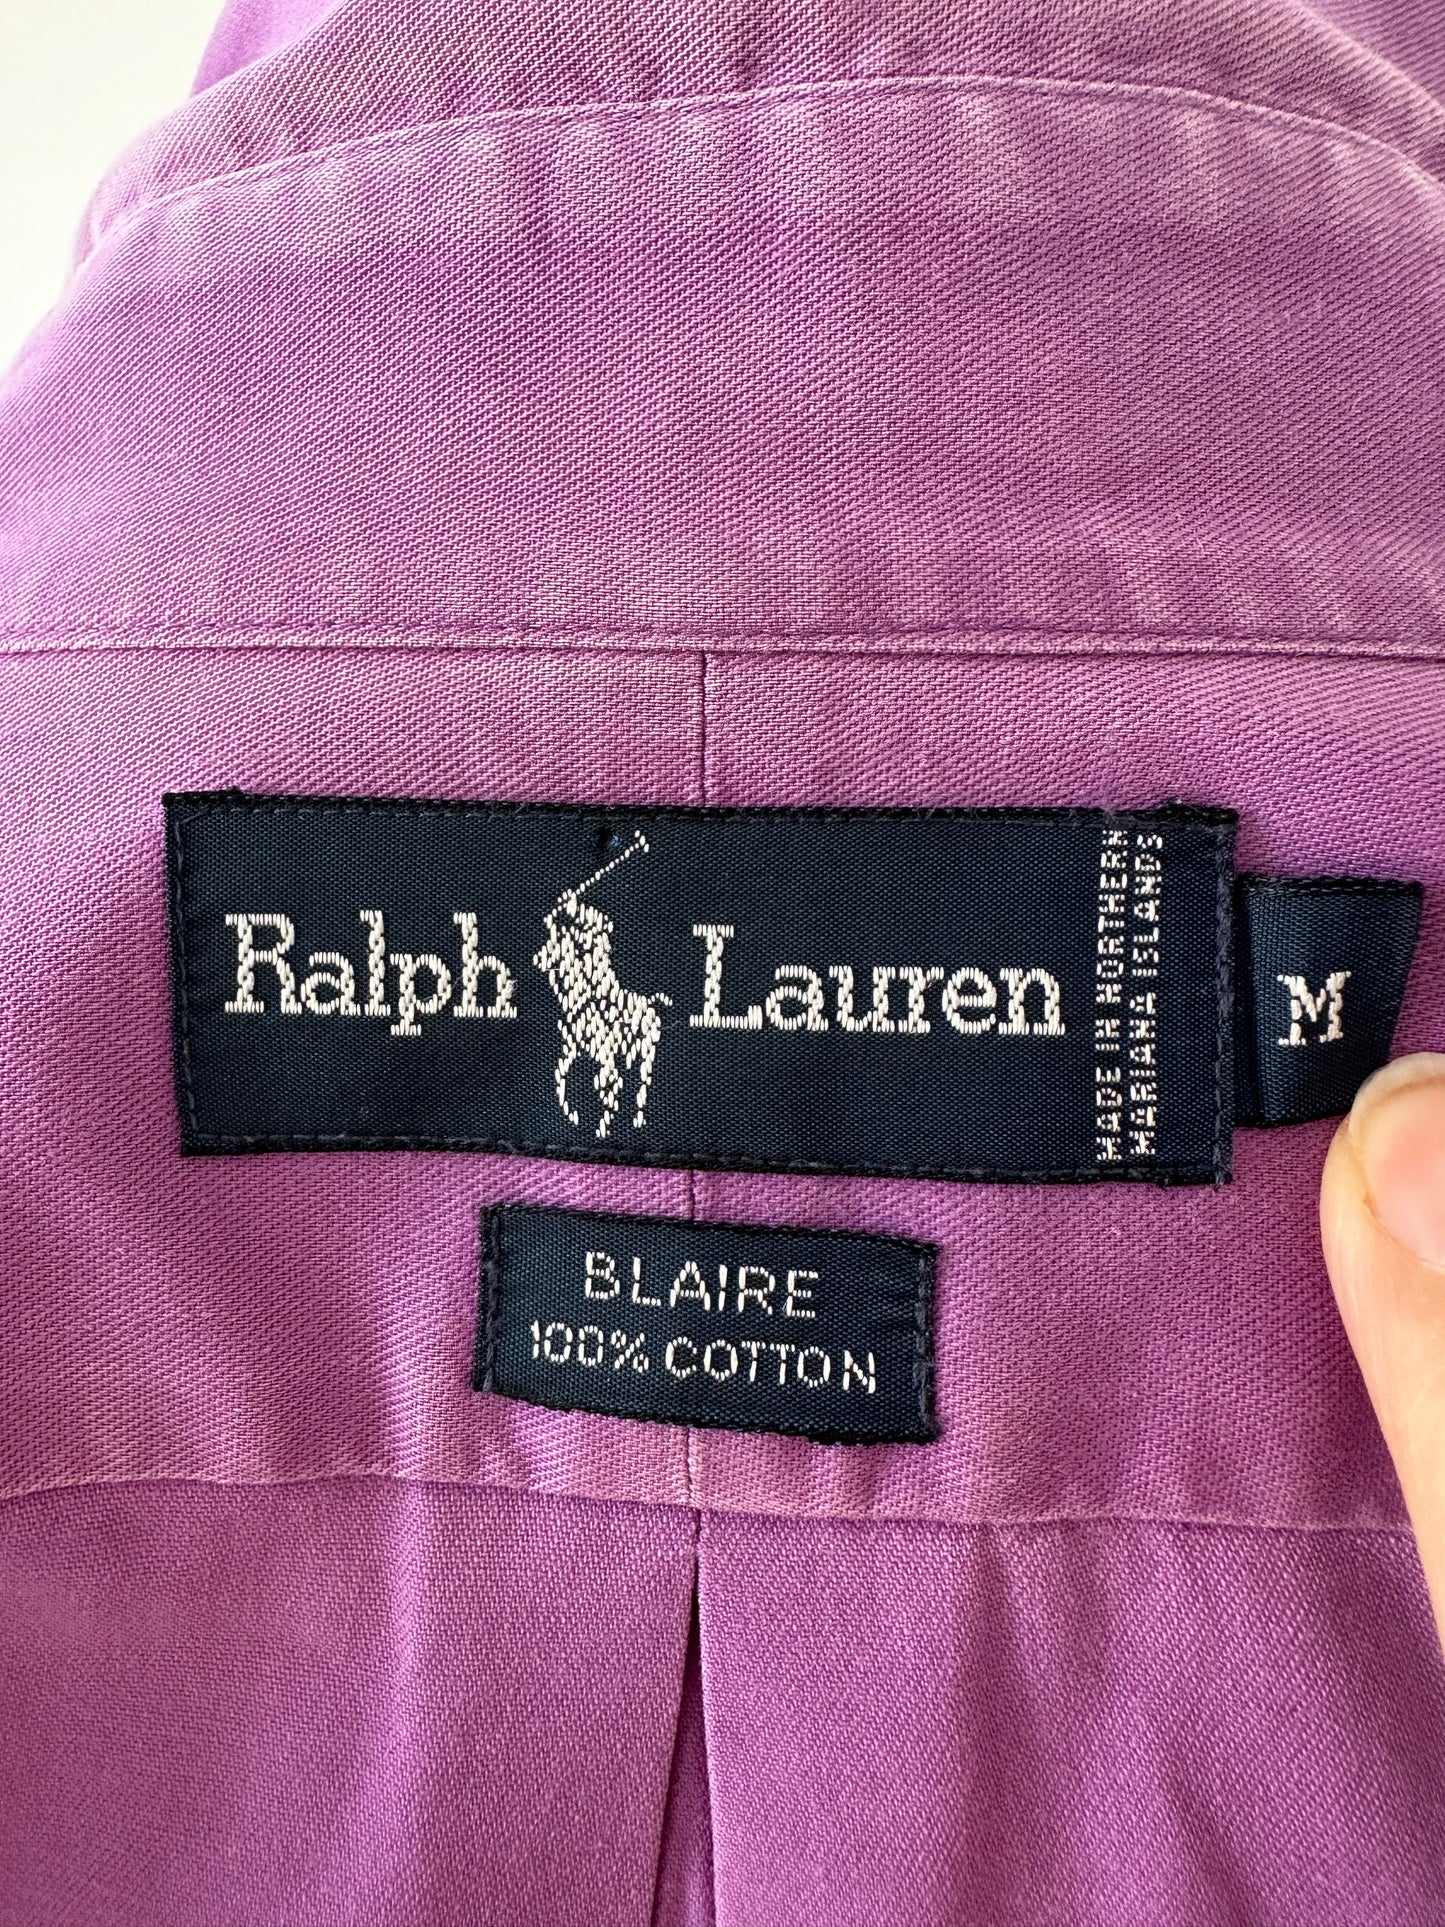 Ralph Lauren
MADE IN NORTHERN
MARIANA ISLANDS
M
BLAIRE
100% COTTON